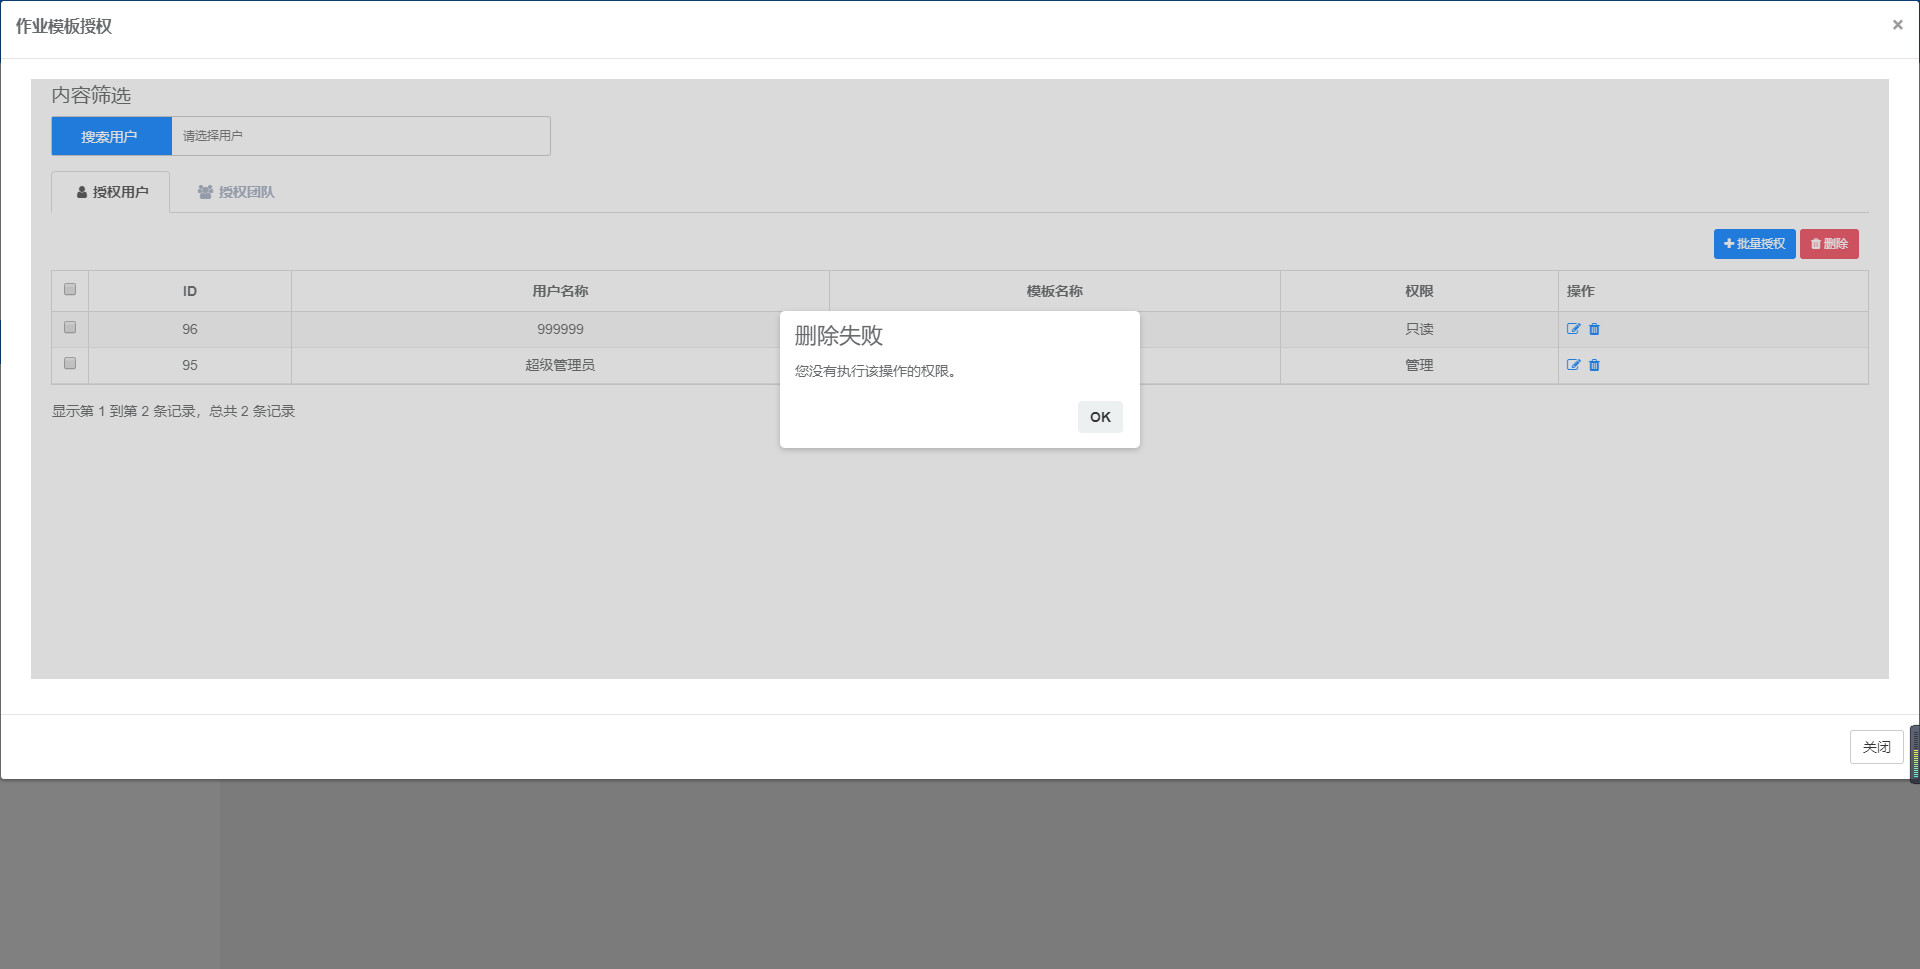 作业模板授权
×
内容筛选
搜索用户 请选择用户
授权用户 授权团队
批量授权 删除
ID 用户名称 模板名称 权限 操作
96 999999 只读
95 超级管理员 管理
显示第 1 到第 2 条记录，总共 2 条记录
删除失败
您没有执行该操作的权限。
OK
关闭